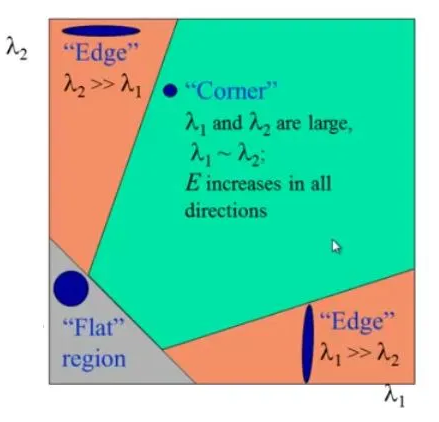 λ₂
“Edge”
λ₂ >> λ₁
“Corner”
λ₁ and λ₂ are large,
λ₁ ~ λ₂;
E increases in all
directions
“Flat”
region
“Edge”
λ₁ >> λ₂
λ₁